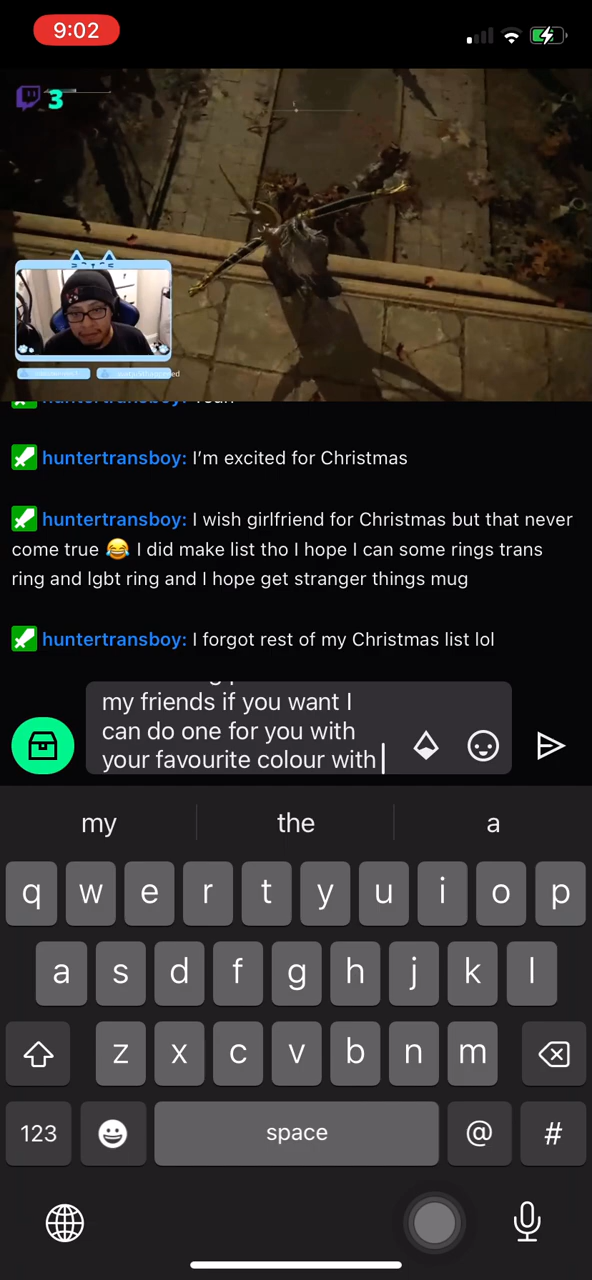 9:02
3
huntertransboy:
huntertransboy: I'm excited for Christmas
huntertransboy: I wish girlfriend for Christmas but that never
come true 😂 I did make list tho I hope I can some rings trans
ring and lgbt ring and I hope get stranger things mug
huntertransboy: I forgot rest of my Christmas list lol
my friends if you want I
can do one for you with
your favourite colour with
my the a
q w e r t y u i o p
a s d f g h j k l
z x c v b n m
123 space @ #